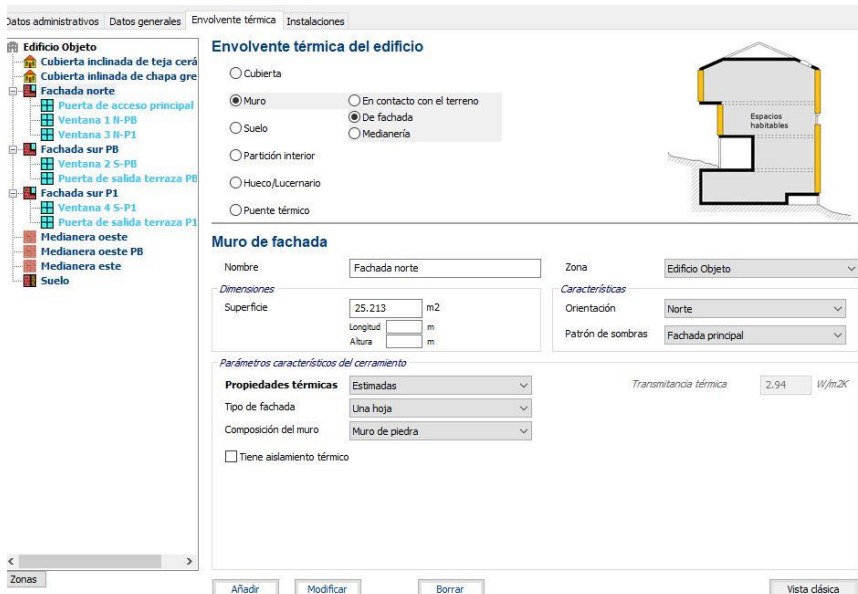 Datos administrativos Datos generales Envolvente térmica Instalaciones
Edificio Objeto
Cubierta inclinada de teja cerá
Cubierta inlinada de chapa gre
Fachada norte
Puerta de acceso principal
Ventana 1 N-PB
Ventana 3 N-P1
Fachada sur PB
Ventana 2 S-PB
Puerta de salida terraza PB
Fachada sur P1
Ventana 4 S-P1
Puerta de salida terraza P1
Medianera oeste
Medianera oeste PB
Medianera este
Suelo
Zonas
Envolvente térmica del edificio
Cubierta
Muro
En contacto con el terreno
De fachada
Medianería
Suelo
Partición interior
Hueco/Lucernario
Puente térmico
Espacios
habitables
Muro de fachada
Nombre Fachada norte Zona Edificio Objeto
Dimensiones
Superficie 25.213 m2
Longitud m
Altura m
Características
Orientación Norte
Patrón de sombras Fachada principal
Parámetros característicos del cerramiento
Propiedades térmicas Estimadas Transmitancia térmica 2.94 W/m2K
Tipo de fachada Una hoja
Composición del muro Muro de piedra
Tiene aislamiento térmico
Añadir Modificar Borrar Vista clásica